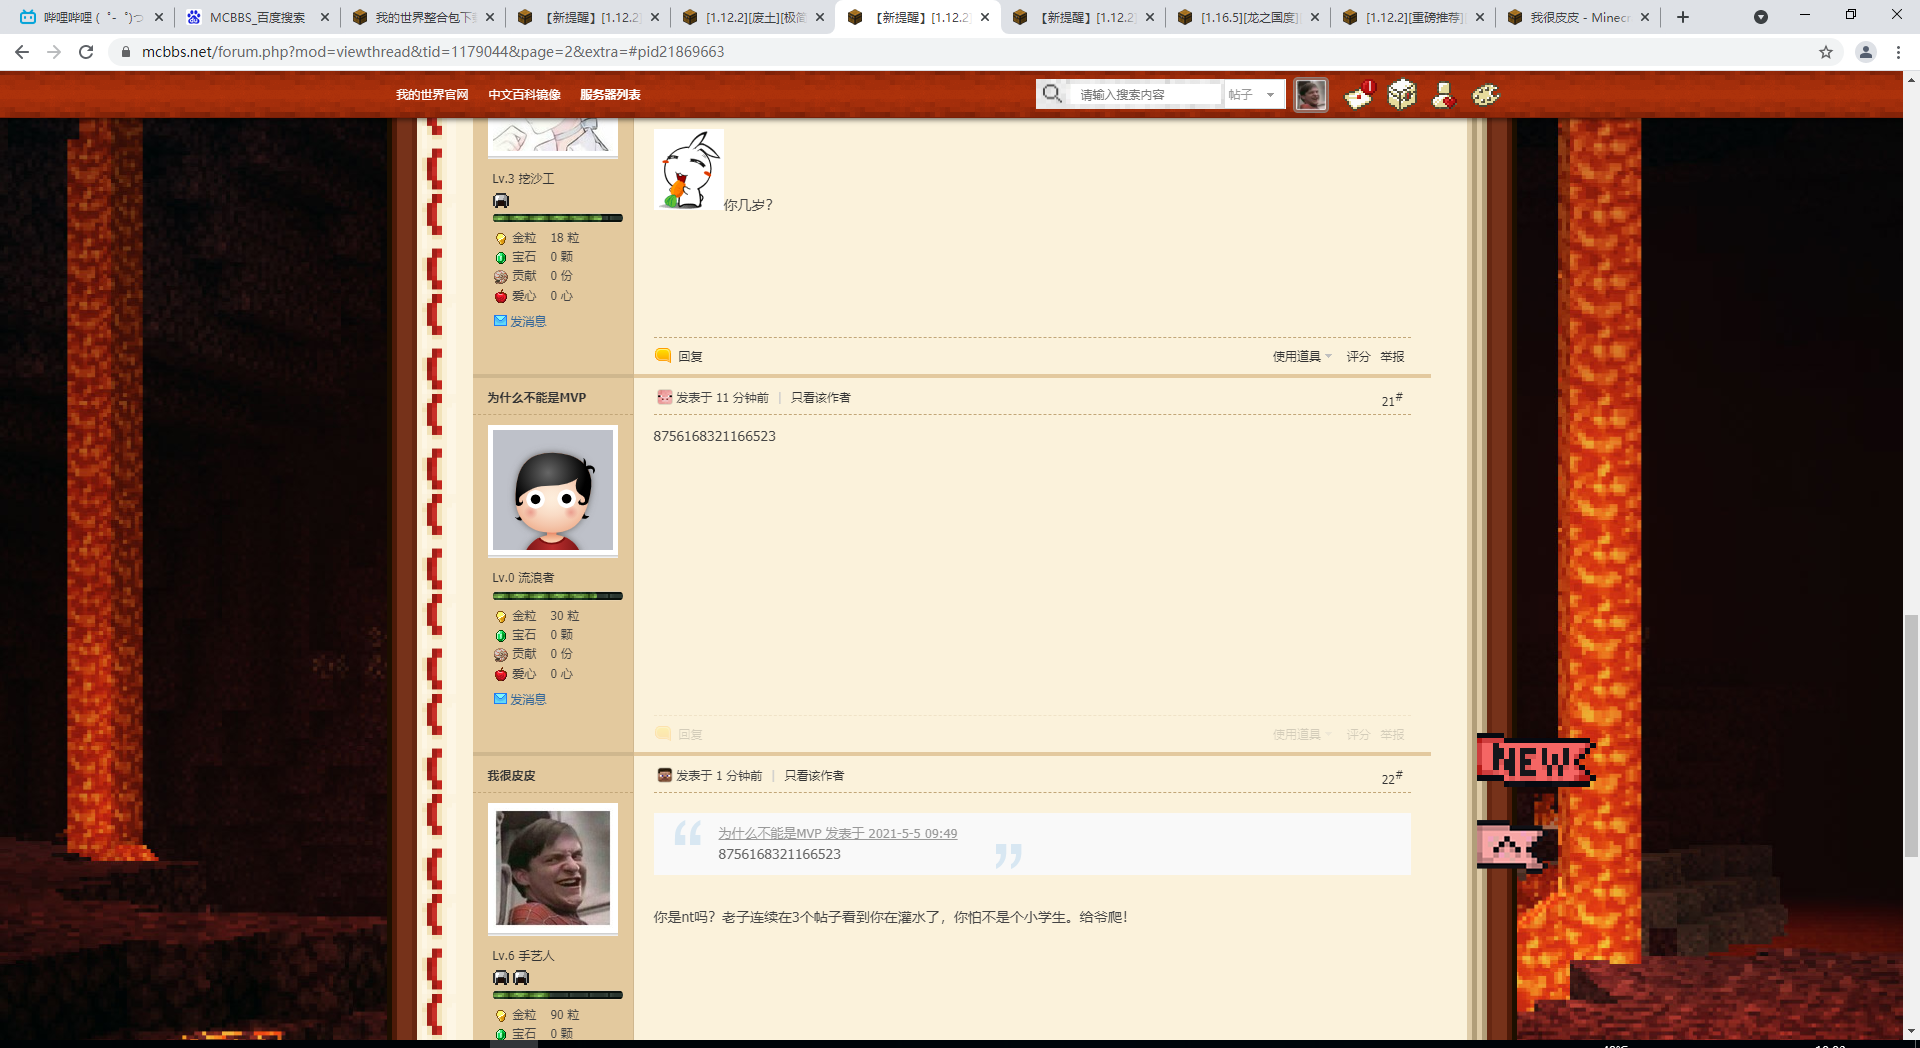 哔哩哔哩 ( ゜- ゜)つ
MCBBS_百度搜索
我的世界整合包下
【新提醒】[1.12.2
[1.12.2][废土][极简
【新提醒】[1.12.2
【新提醒】[1.12.2
[1.16.5][龙之国度]
[1.12.2][重磅推荐]
我很皮皮 - Minecr
mcbbs.net/forum.php?mod=viewthread&tid=1179044&page=2&extra=#pid21869663
我的世界官网 中文百科镜像 服务器列表
请输入搜索内容 帖子
1
Lv.3 挖沙工
金粒 18 粒
宝石 0 颗
贡献 0 份
爱心 0 心
发消息
你几岁?
回复 使用道具 评分 举报
为什么不能是MVP
发表于 11 分钟前 | 只看该作者 21#
8756168321166523
Lv.0 流浪者
金粒 30 粒
宝石 0 颗
贡献 0 份
爱心 0 心
发消息
回复 使用道具 评分 举报
我很皮皮
发表于 1 分钟前 | 只看该作者 22#
为什么不能是MVP 发表于 2021-5-5 09:49
8756168321166523
你是nt吗？老子连续在3个帖子看到你在灌水了，你怕不是个小学生。给爷爬！
Lv.6 手艺人
金粒 90 粒
宝石 0 颗
NEW